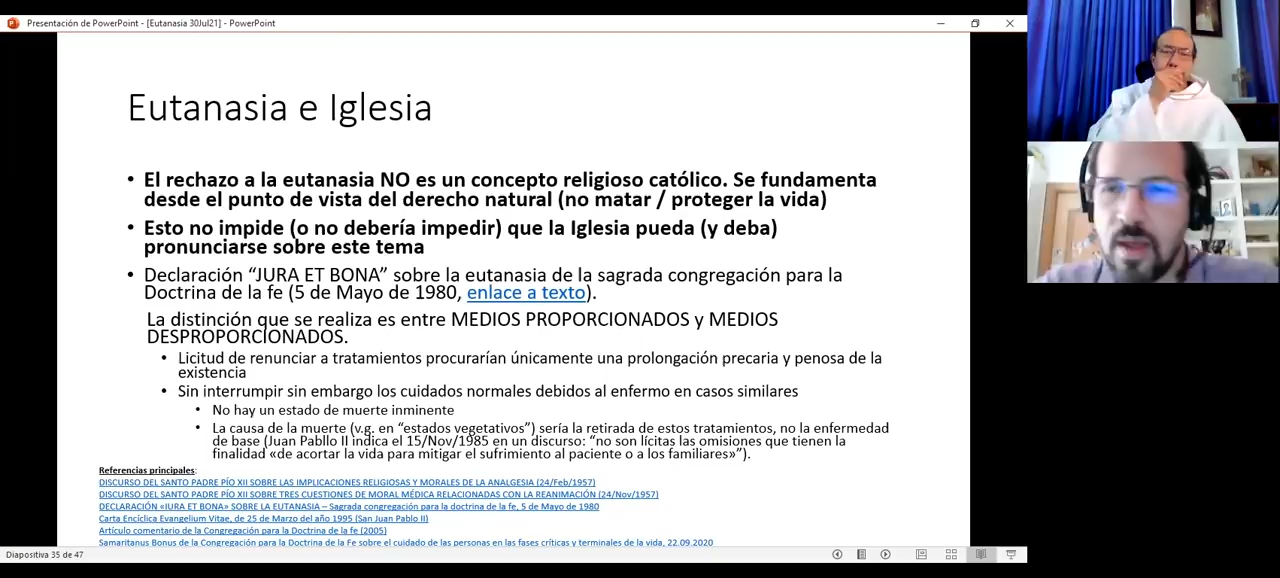 Presentación de PowerPoint - [Eutanasia 30Jul21] - PowerPoint
Eutanasia e Iglesia
• El rechazo a la eutanasia NO es un concepto religioso católico. Se fundamenta
desde el punto de vista del derecho natural (no matar / proteger la vida)
• Esto no impide (o no debería impedir) que la Iglesia pueda (y deba)
pronunciarse sobre este tema
• Declaración "JURA ET BONA" sobre la eutanasia de la sagrada congregación para la
Doctrina de la fe (5 de Mayo de 1980, enlace a texto).
La distinción que se realiza es entre MEDIOS PROPORCIONADOS y MEDIOS
DESPROPORCIONADOS.
• Licitud de renunciar a tratamientos procurarían únicamente una prolongación precaria y penosa de la
existencia
• Sin interrumpir sin embargo los cuidados normales debidos al enfermo en casos similares
• No hay un estado de muerte inminente
• La causa de la muerte (v.g. en "estados vegetativos") sería la retirada de estos tratamientos, no la enfermedad
de base (Juan Pabllo II indica el 15/Nov/1985 en un discurso: "no son lícitas las omisiones que tienen la
finalidad «de acortar la vida para mitigar el sufrimiento al paciente o a los familiares»").
Referencias principales:
DISCURSO DEL SANTO PADRE PÍO XII SOBRE LAS IMPLICACIONES RELIGIOSAS Y MORALES DE LA ANALGESIA (24/Feb/1957)
DISCURSO DEL SANTO PADRE PÍO XII SOBRE TRES CUESTIONES DE MORAL MÉDICA RELACIONADAS CON LA REANIMACIÓN (24/Nov/1957)
DECLARACIÓN «IURA ET BONA» SOBRE LA EUTANASIA – Sagrada congregación para la doctrina de la fe, 5 de Mayo de 1980
Carta Encíclica Evangelium Vitae, de 25 de Marzo del año 1995 (San Juan Pablo II)
Artículo comentario de la Congregación para la Doctrina de la fe (2005)
Samaritanus Bonus de la Congregación para la Doctrina de la Fe sobre el cuidado de las personas en las fases críticas y terminales de la vida, 22.09.2020
Diapositiva 35 de 47